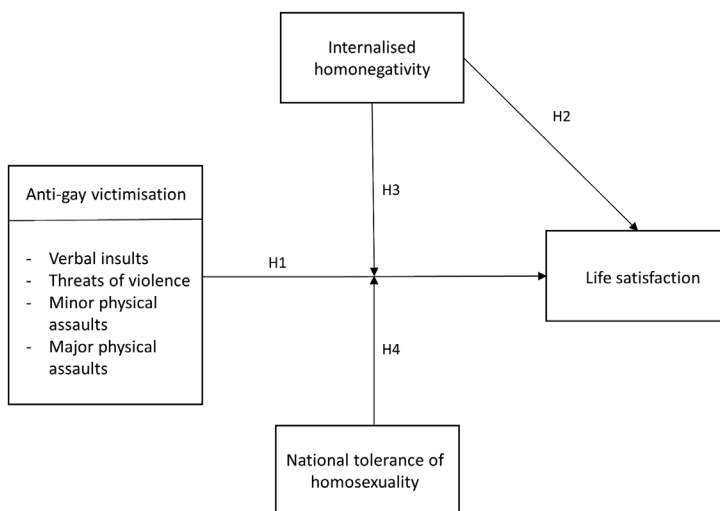 Internalised
homonegativity
H2
H3
Anti-gay victimisation
- Verbal insults
- Threats of violence
- Minor physical
assaults
- Major physical
assaults
H1
Life satisfaction
H4
National tolerance of
homosexuality